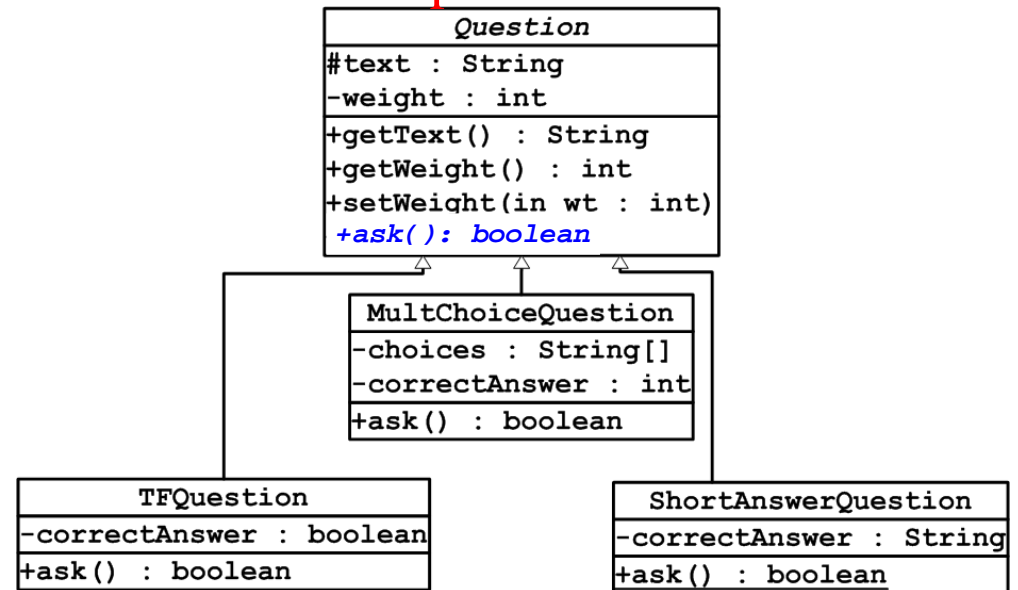 Question
#text : String
-weight : int
+getText() : String
+getWeight() : int
+setWeight(in wt : int)
+ask(): boolean
MultChoiceQuestion
-choices : String[]
-correctAnswer : int
+ask() : boolean
TFQuestion
-correctAnswer : boolean
+ask() : boolean
ShortAnswerQuestion
-correctAnswer : String
+ask() : boolean